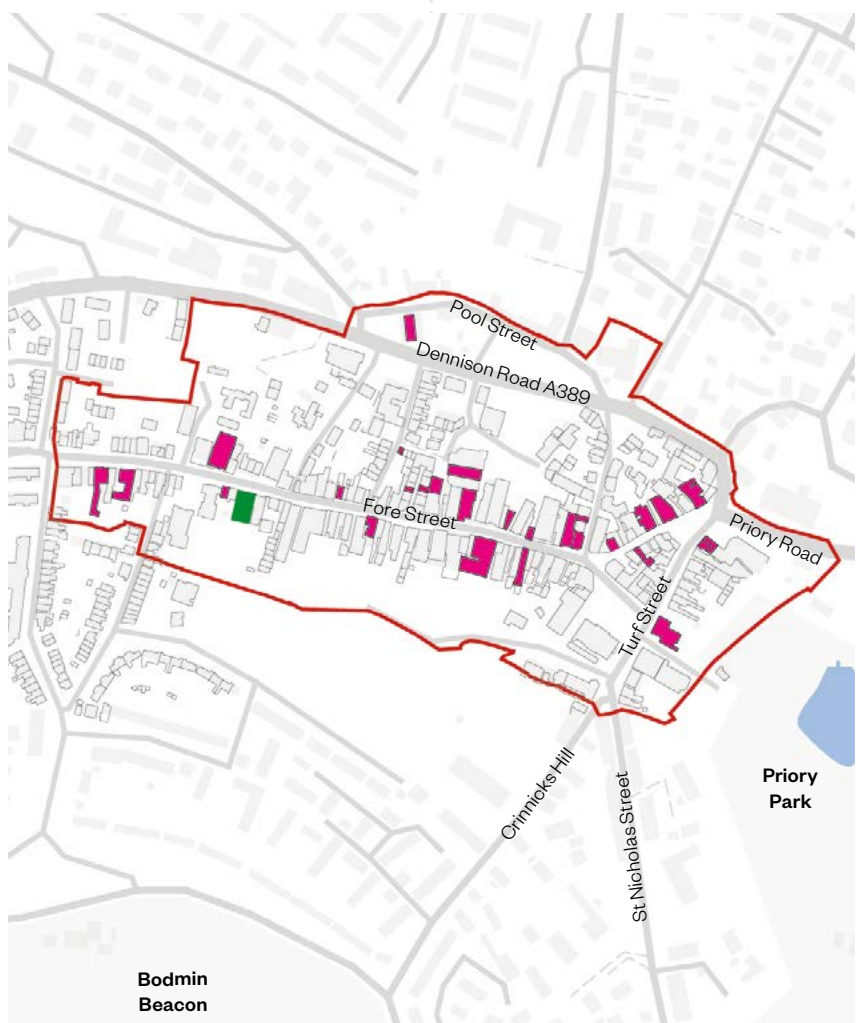 Pool Street
Dennison Road A389
Fore Street
Priory Road
Turf Street
Priory
Park
Crinnicks Hill
St Nicholas Street
Bodmin
Beacon